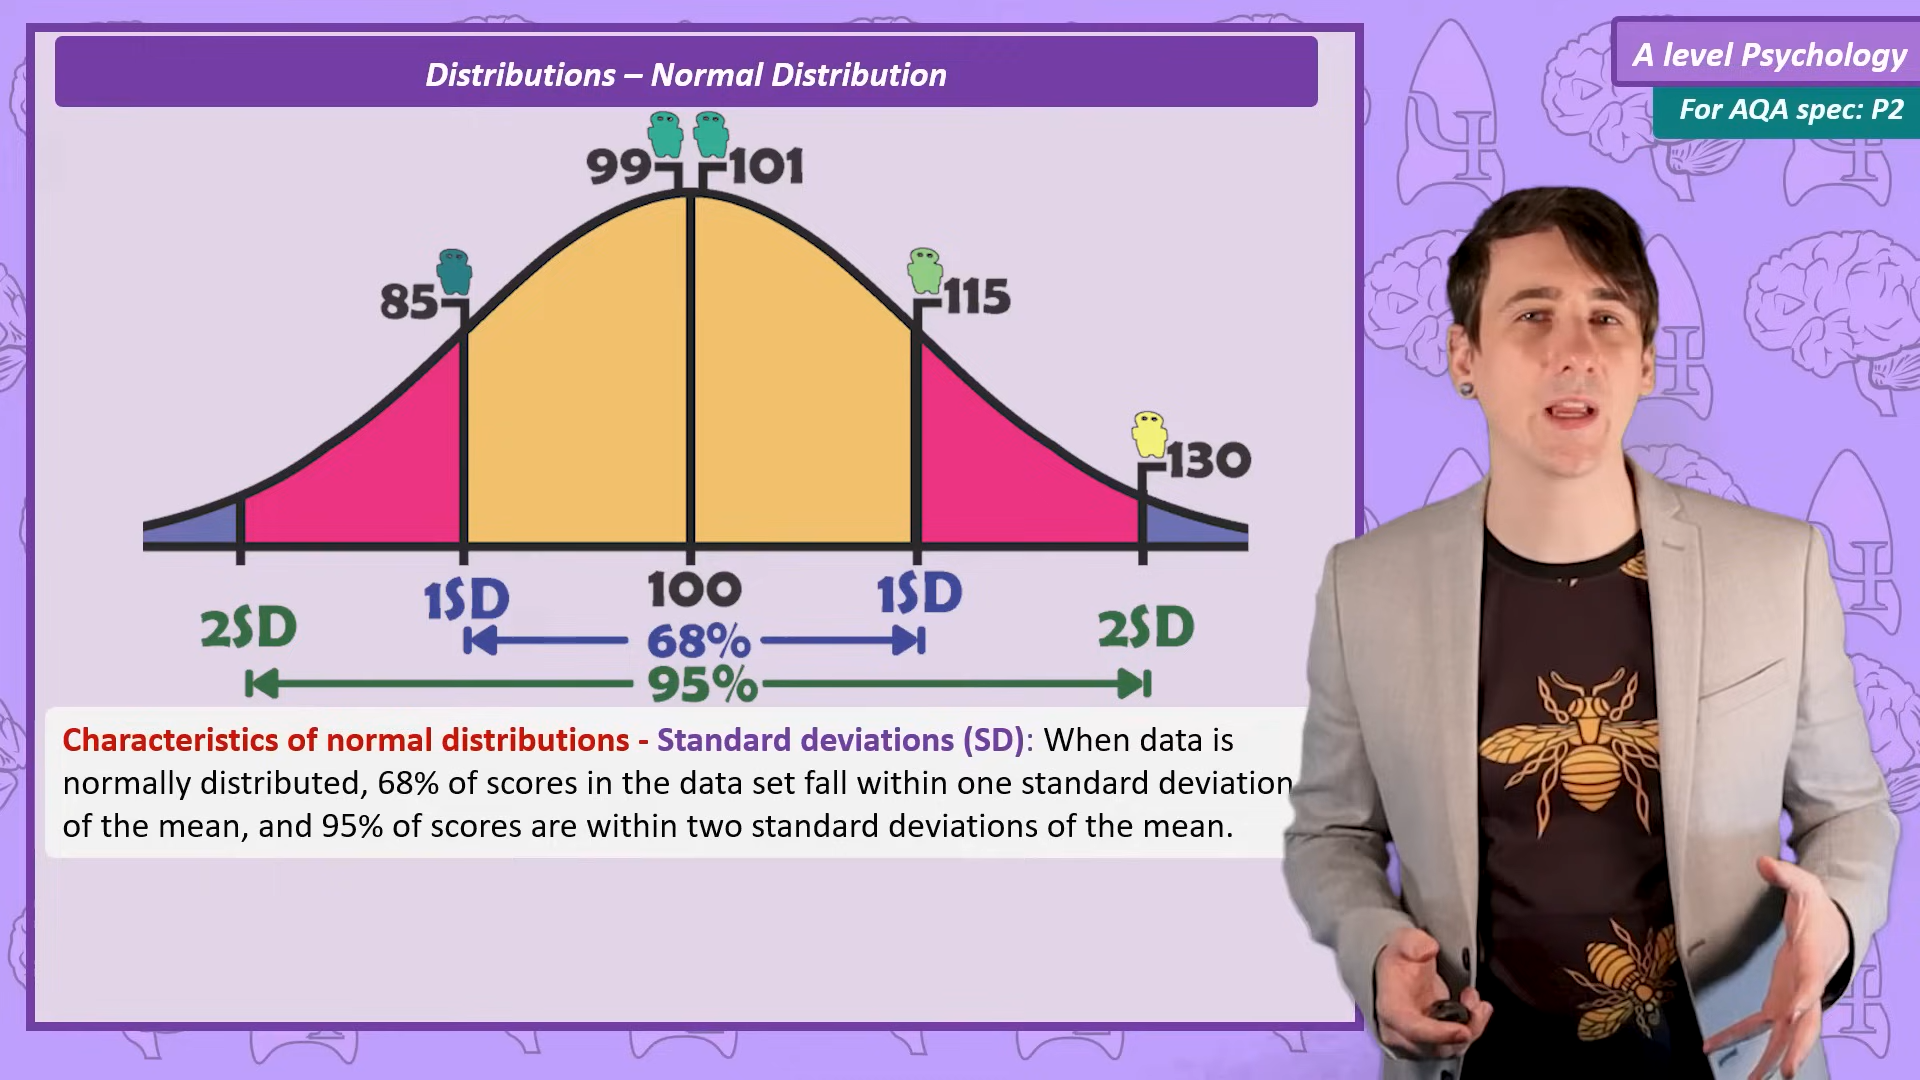 Distributions – Normal Distribution
A level Psychology
For AQA spec: P2
99 101
85 115
130
1SD 100 1SD
2SD 2SD
68%
95%
Characteristics of normal distributions - Standard deviations (SD): When data is
normally distributed, 68% of scores in the data set fall within one standard deviation
of the mean, and 95% of scores are within two standard deviations of the mean.